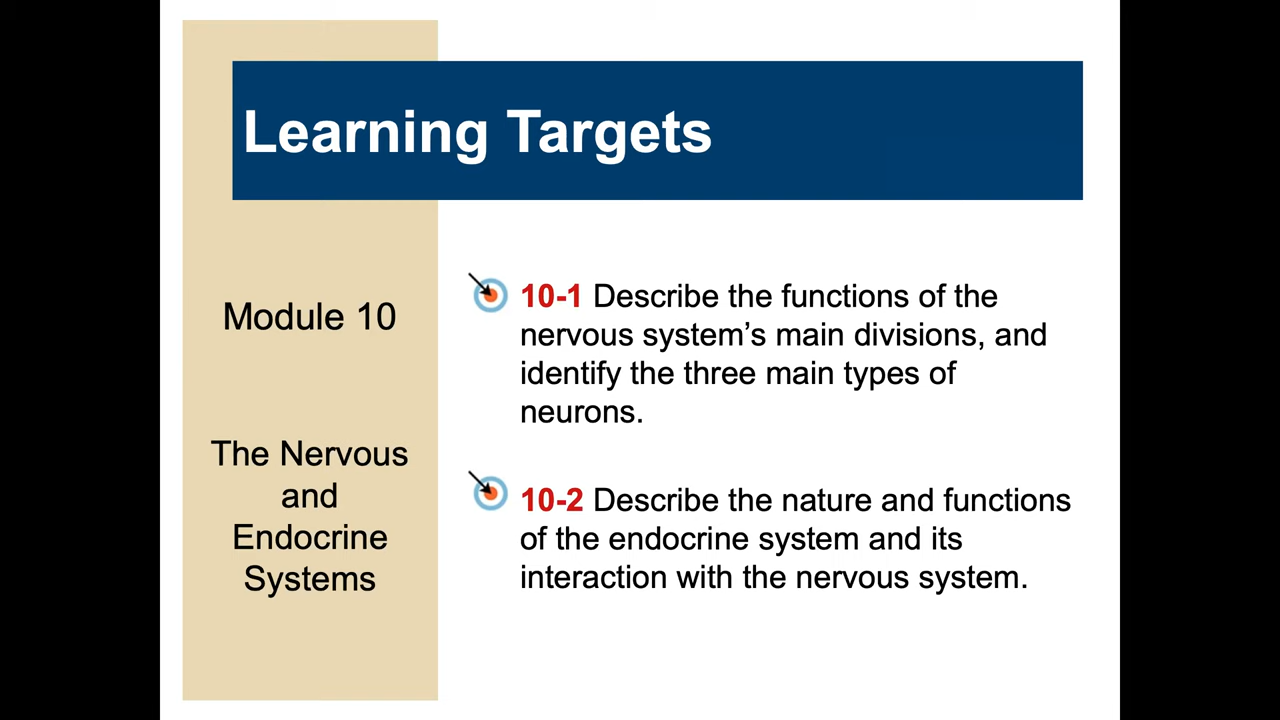 Learning Targets
Module 10
The Nervous
and
Endocrine
Systems
10-1 Describe the functions of the
nervous system’s main divisions, and
identify the three main types of
neurons.
10-2 Describe the nature and functions
of the endocrine system and its
interaction with the nervous system.